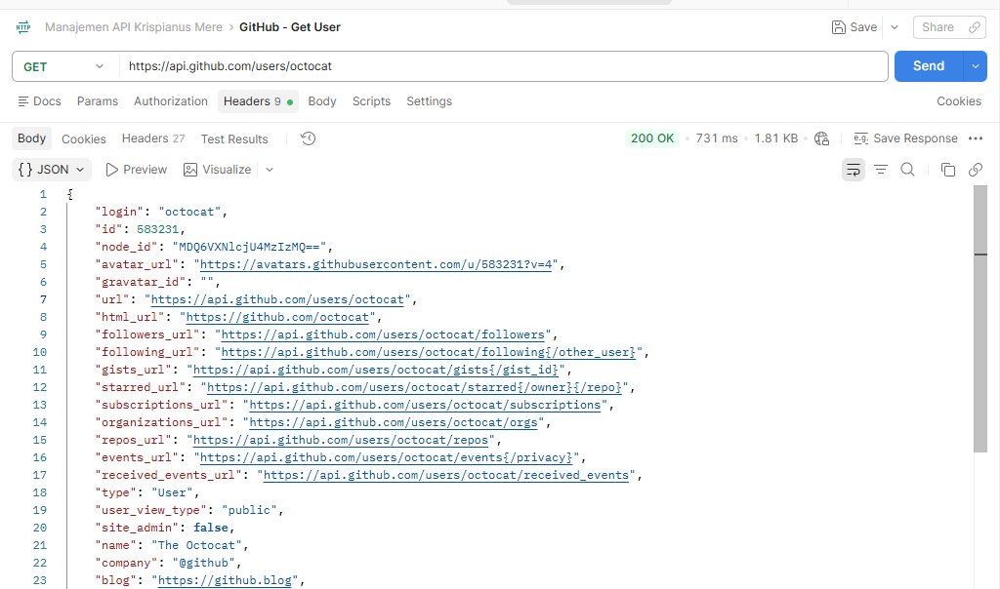 HTTP Manajemen API Krispianus Mere > GitHub - Get User Save Share
GET https://api.github.com/users/octocat Send
Docs Params Authorization Headers 9 Body Scripts Settings Cookies
Body Cookies Headers 27 Test Results 200 OK • 731 ms • 1.81 KB • e.g. Save Response
{} JSON Preview Visualize
1 {
2 "login": "octocat",
3 "id": 583231,
4 "node_id": "MDQ6VXNlcjU4MzIzMQ==",
5 "avatar_url": "https://avatars.githubusercontent.com/u/583231?v=4",
6 "gravatar_id": "",
7 "url": "https://api.github.com/users/octocat",
8 "html_url": "https://github.com/octocat",
9 "followers_url": "https://api.github.com/users/octocat/followers",
10 "following_url": "https://api.github.com/users/octocat/following{/other_user}",
11 "gists_url": "https://api.github.com/users/octocat/gists{/gist_id}",
12 "starred_url": "https://api.github.com/users/octocat/starred{/owner}{/repo}",
13 "subscriptions_url": "https://api.github.com/users/octocat/subscriptions",
14 "organizations_url": "https://api.github.com/users/octocat/orgs",
15 "repos_url": "https://api.github.com/users/octocat/repos",
16 "events_url": "https://api.github.com/users/octocat/events{/privacy}",
17 "received_events_url": "https://api.github.com/users/octocat/received_events",
18 "type": "User",
19 "user_view_type": "public",
20 "site_admin": false,
21 "name": "The Octocat",
22 "company": "@github",
23 "blog": "https://github.blog",